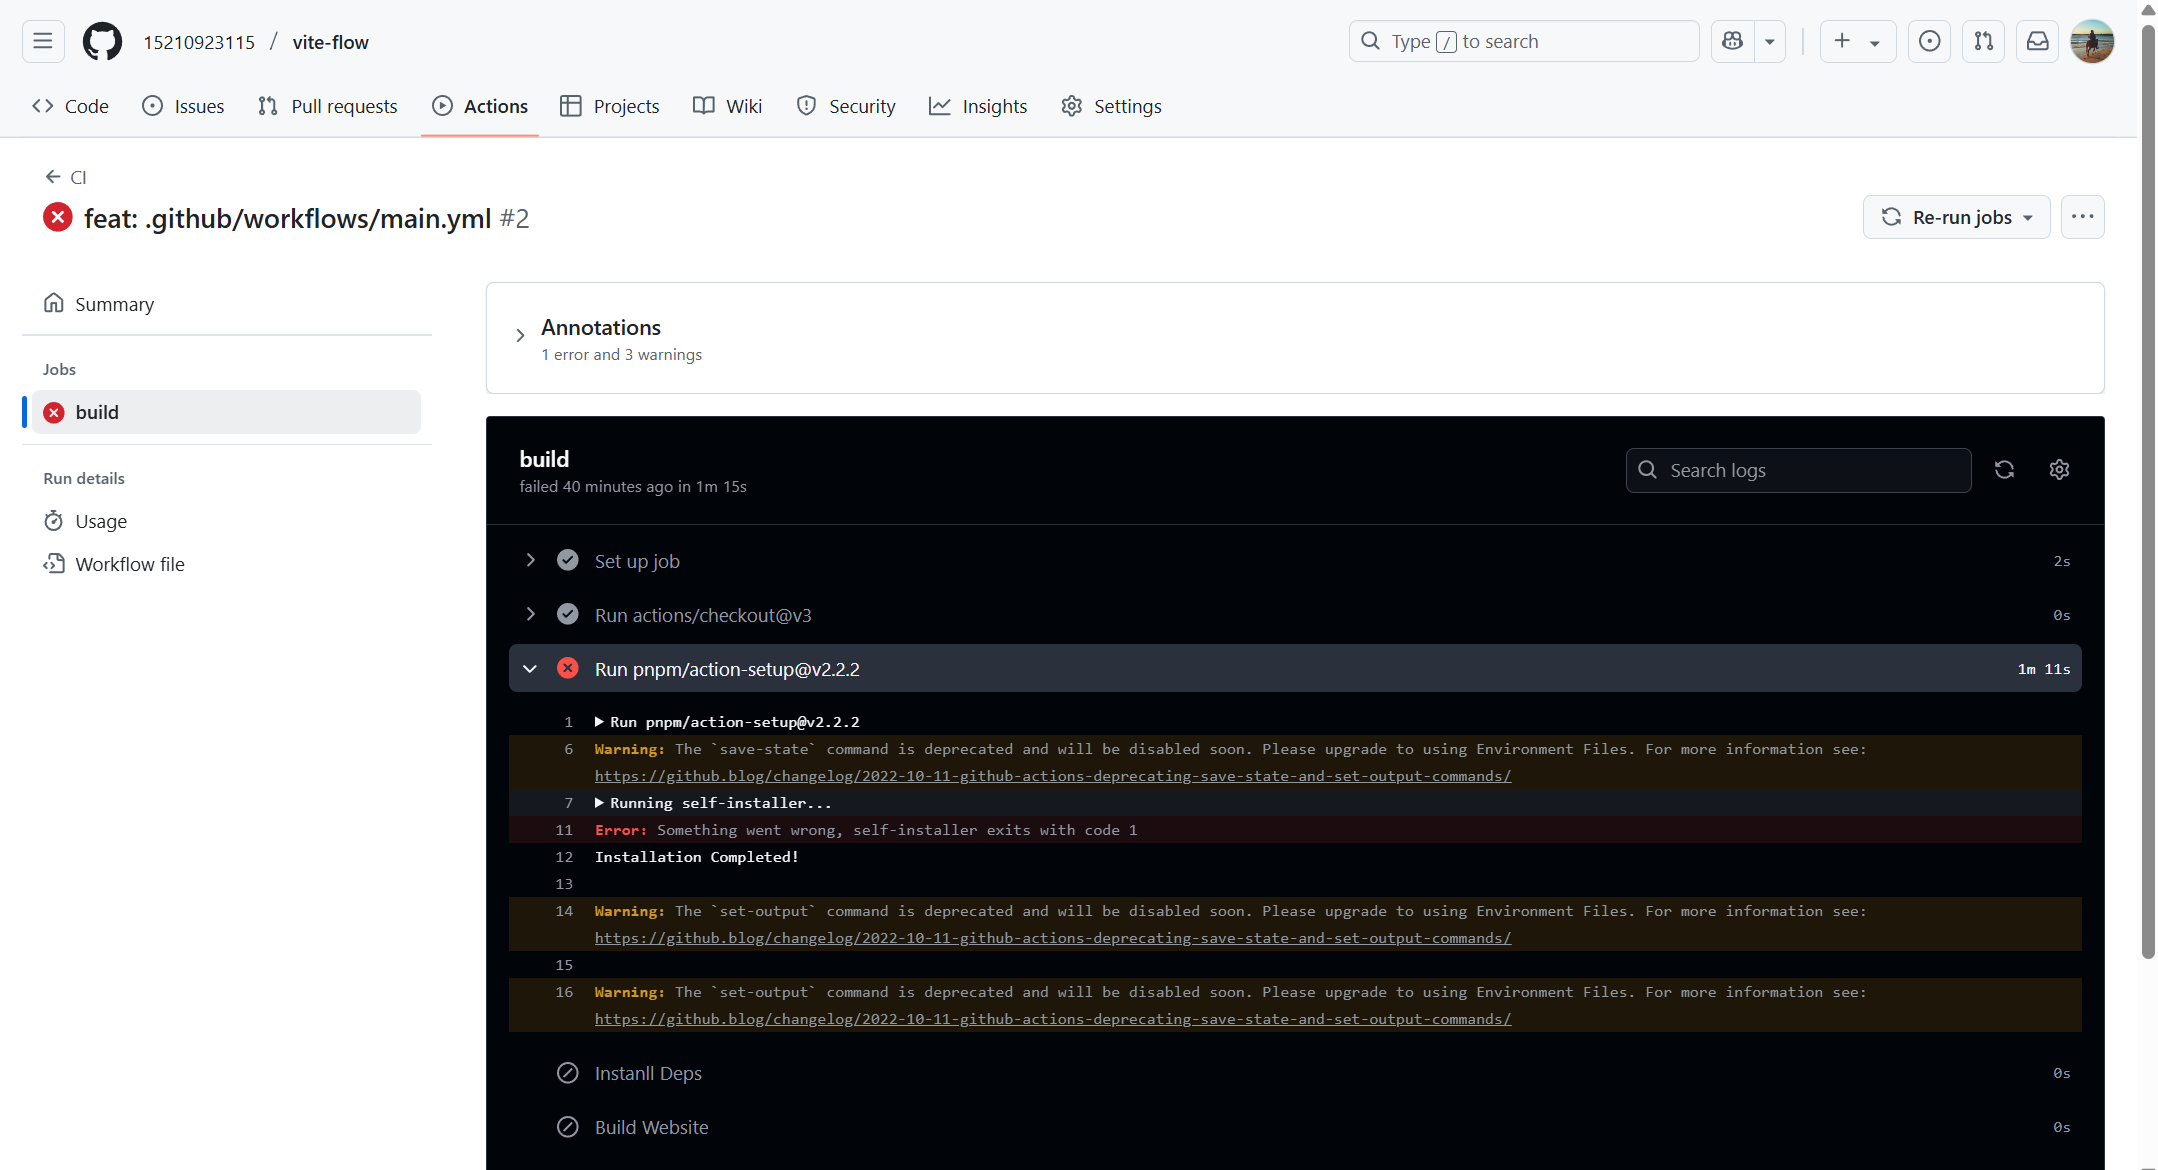 15210923115 / vite-flow
Type / to search
Code
Issues
Pull requests
Actions
Projects
Wiki
Security
Insights
Settings
CI
feat: .github/workflows/main.yml #2
Re-run jobs
Summary
Jobs
build
Run details
Usage
Workflow file
Annotations
1 error and 3 warnings
build
failed 40 minutes ago in 1m 15s
Search logs
Set up job 2s
Run actions/checkout@v3 0s
Run pnpm/action-setup@v2.2.2 1m 11s
1 Run pnpm/action-setup@v2.2.2
6 Warning: The `save-state` command is deprecated and will be disabled soon. Please upgrade to using Environment Files. For more information see:
https://github.blog/changelog/2022-10-11-github-actions-deprecating-save-state-and-set-output-commands/
7 Running self-installer...
11 Error: Something went wrong, self-installer exits with code 1
12 Installation Completed!
13
14 Warning: The `set-output` command is deprecated and will be disabled soon. Please upgrade to using Environment Files. For more information see:
https://github.blog/changelog/2022-10-11-github-actions-deprecating-save-state-and-set-output-commands/
15
16 Warning: The `set-output` command is deprecated and will be disabled soon. Please upgrade to using Environment Files. For more information see:
https://github.blog/changelog/2022-10-11-github-actions-deprecating-save-state-and-set-output-commands/
Instanll Deps 0s
Build Website 0s